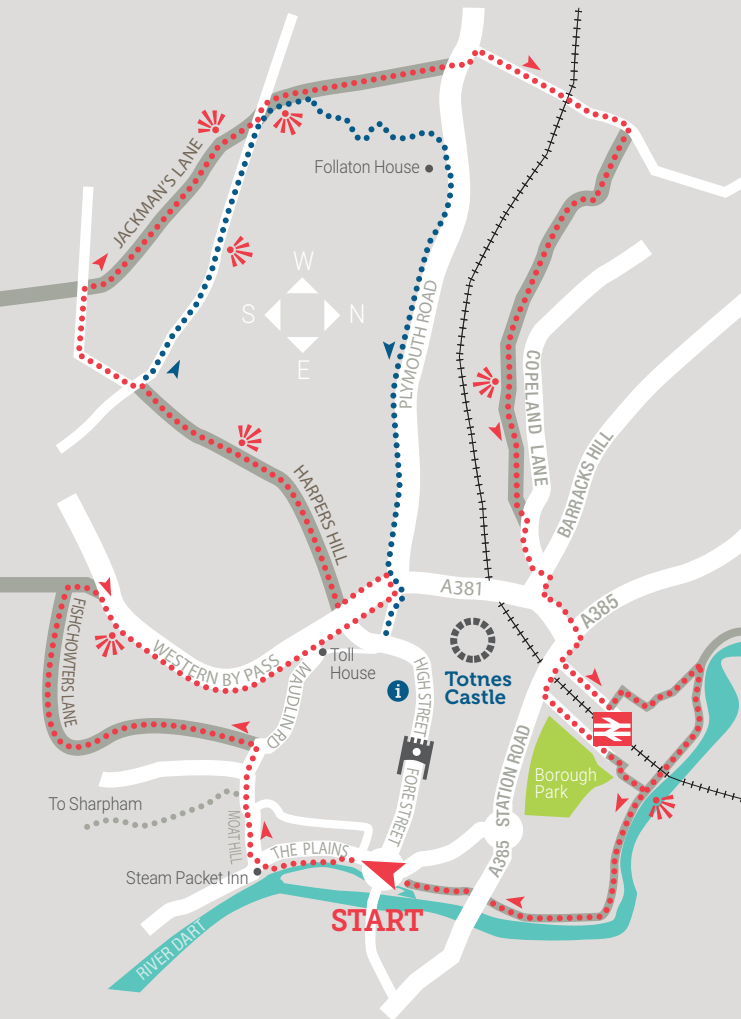 JACKMAN'S LANE
Follaton House
W
S
N
E
PLYMOUTH ROAD
COPELAND LANE
BARRACKS HILL
HARPERS HILL
A381
A385
FISHCHOWTERS LANE
WESTERN BY PASS
Toll
House
MAUDLIN RD
HIGH STREET
i
Totnes
Castle
STATION ROAD
A385
Borough
Park
FORE STREET
To Sharpham
MOAT HILL
THE PLAINS
Steam Packet Inn
START
RIVER DART